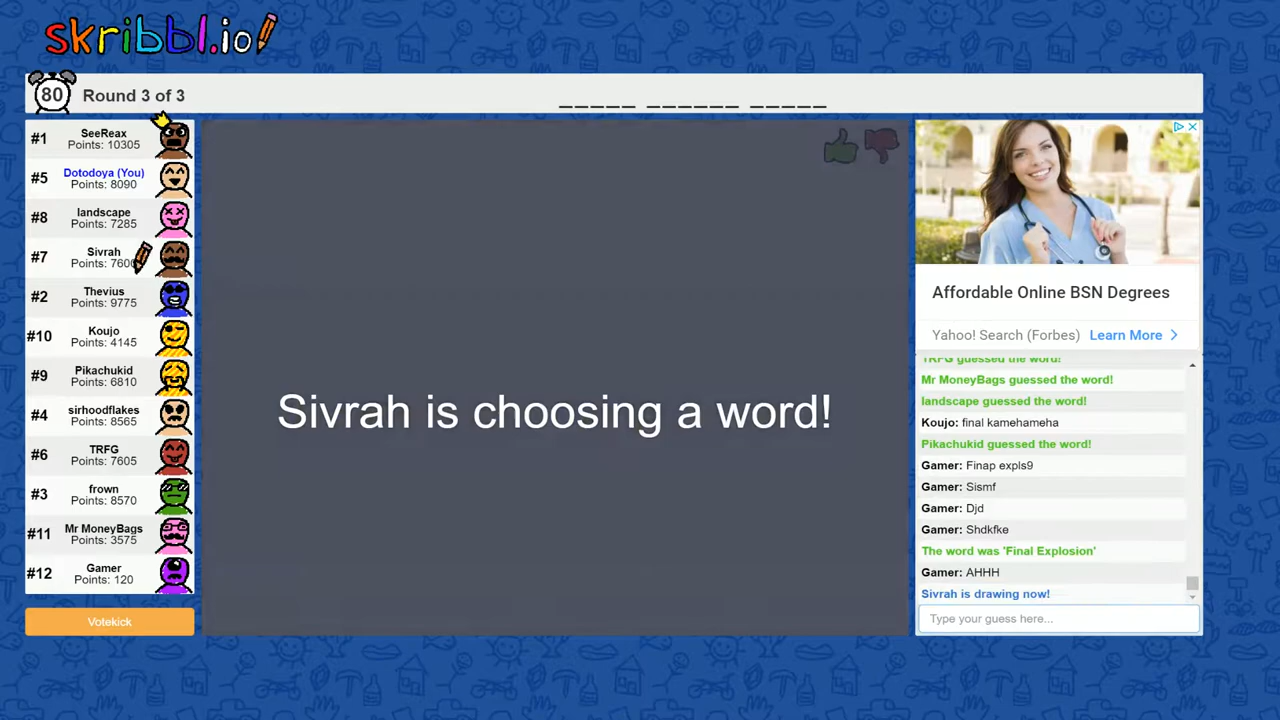 skribbl.io!
80
Round 3 of 3
_____ ______ _____
#1
SeeReax
Points: 10305
#5
Dotodoya (You)
Points: 8090
#8
landscape
Points: 7285
#7
Sivrah
Points: 7600
#2
Thevius
Points: 9775
#10
Koujo
Points: 4145
#9
Pikachukid
Points: 6810
#4
sirhoodflakes
Points: 8565
#6
TRFG
Points: 7605
#3
frown
Points: 8570
#11
Mr MoneyBags
Points: 3575
#12
Gamer
Points: 120
Votekick
Sivrah is choosing a word!
Affordable Online BSN Degrees
Yahoo! Search (Forbes) Learn More
TRFG guessed the word!
Mr MoneyBags guessed the word!
landscape guessed the word!
Koujo: final kamehameha
Pikachukid guessed the word!
Gamer: Finap expls9
Gamer: Sismf
Gamer: Djd
Gamer: Shdkfke
The word was 'Final Explosion'
Gamer: AHHH
Sivrah is drawing now!
Type your guess here...